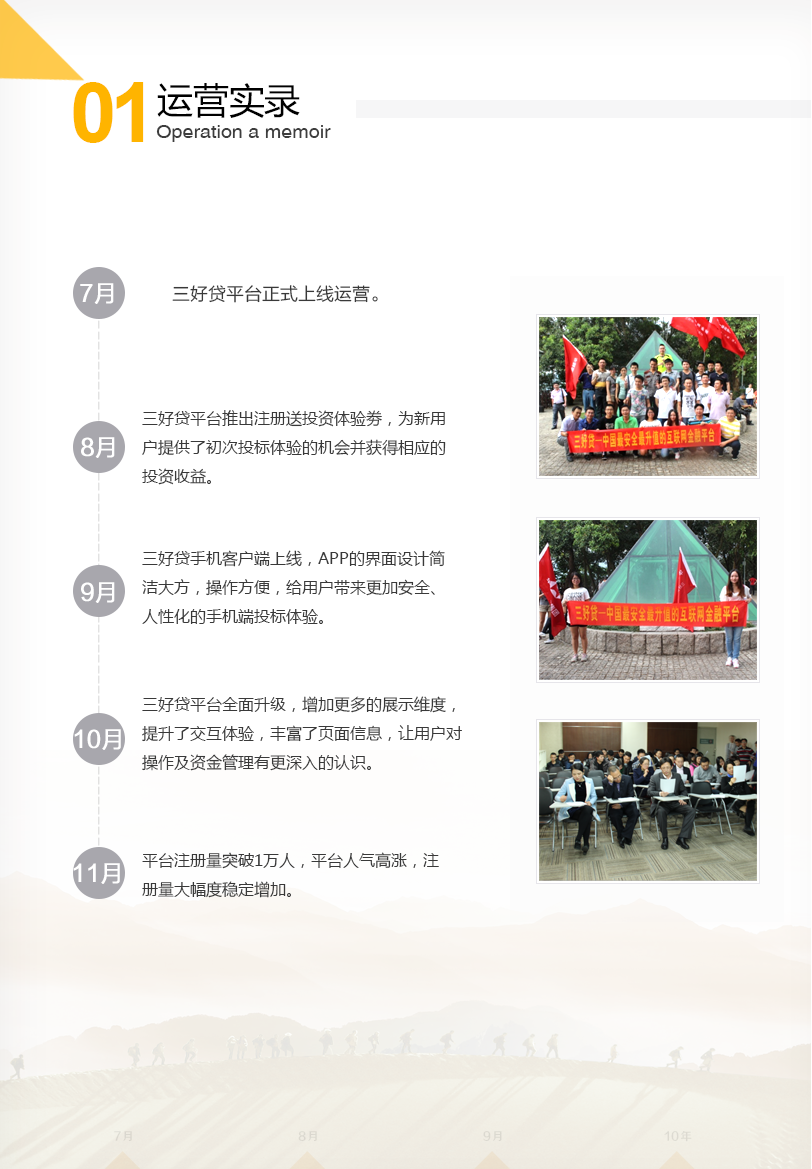 01
运营实录
Operation a memoir
7月
三好贷平台正式上线运营。
8月
三好贷平台推出注册送投资体验券，为新用
户提供了初次投标体验的机会并获得相应的
投资收益。
9月
三好贷手机客户端上线，APP的界面设计简
洁大方，操作方便，给用户带来更加安全、
人性化的手机端投标体验。
10月
三好贷平台全面升级，增加更多的展示维度，
提升了交互体验，丰富了页面信息，让用户对
操作及资金管理有更深入的认识。
11月
平台注册量突破1万人，平台人气高涨，注
册量大幅度稳定增加。
三好贷—中国最安全最升值的互联网金融平台
三好贷—中国最安全最升值的互联网金融平台
7月
8月
9月
10年